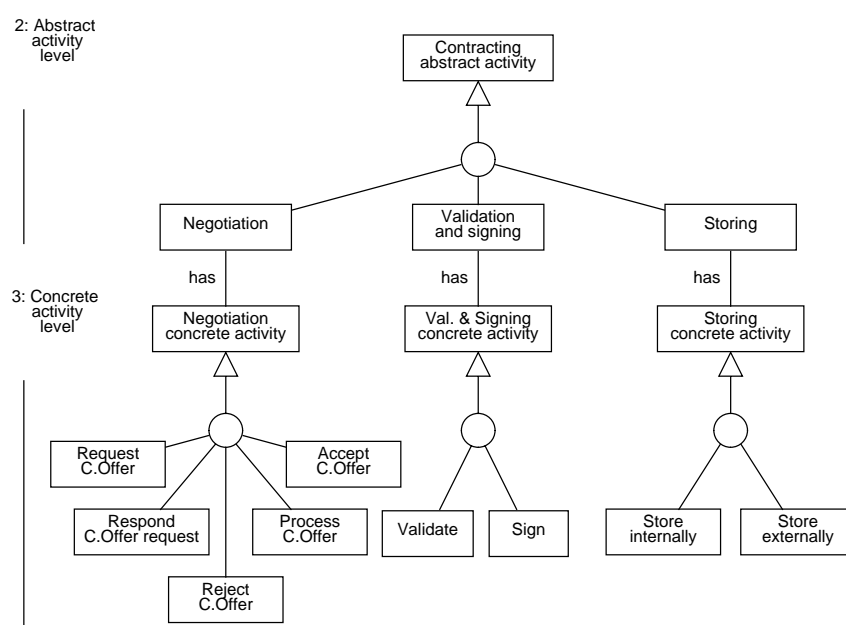 2: Abstract
activity
level
Contracting
abstract activity
Negotiation
Validation
and signing
Storing
has
has
has
3: Concrete
activity
level
Negotiation
concrete activity
Val. & Signing
concrete activity
Storing
concrete activity
Request
C.Offer
Accept
C.Offer
Respond
C.Offer request
Process
C.Offer
Validate
Sign
Store
internally
Store
externally
Reject
C.Offer